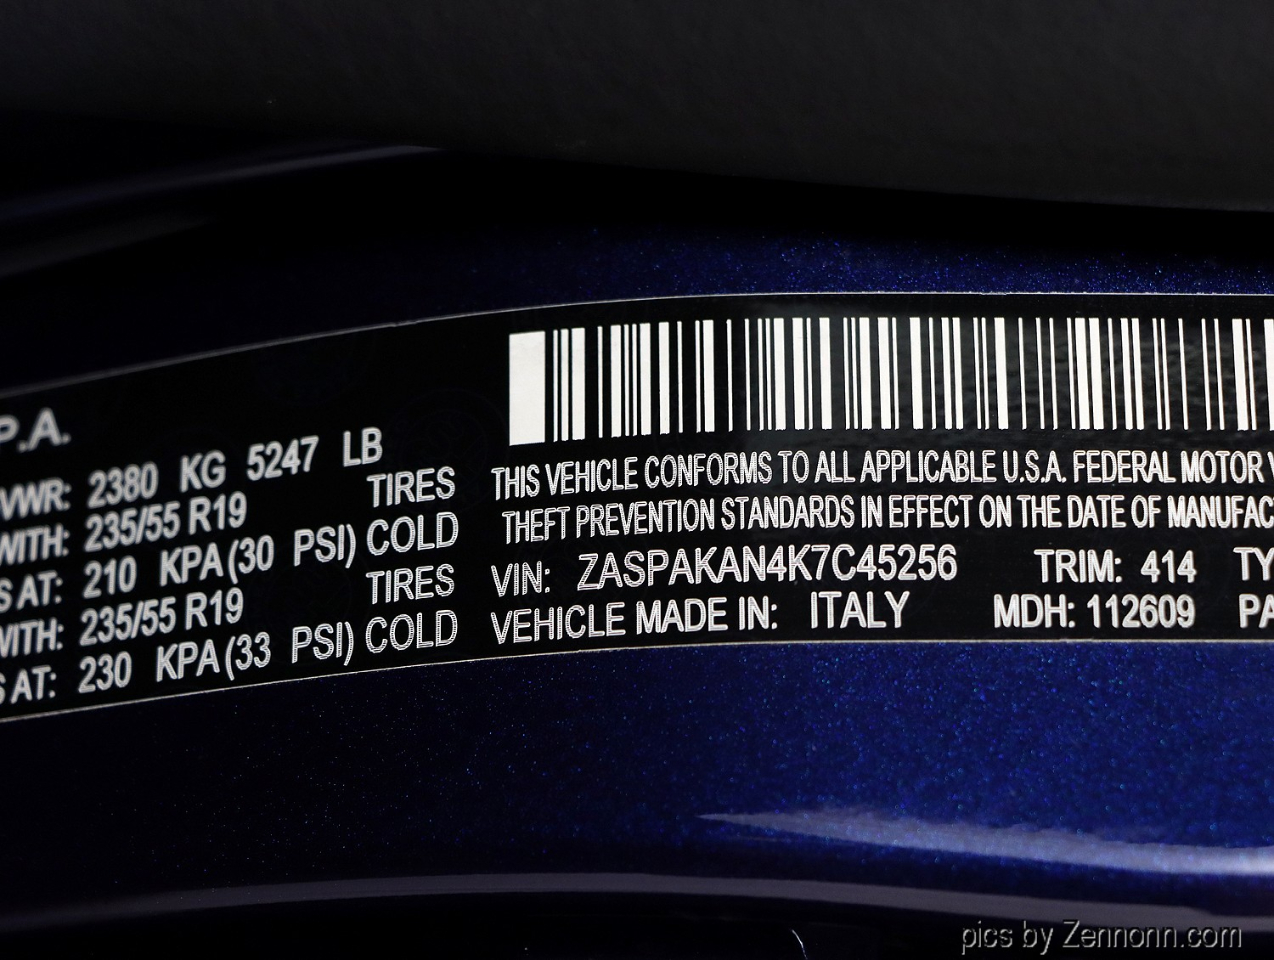 P.A.
VWR: 2380 KG 5247 LB
WITH: 235/55 R19 TIRES
S AT: 210 KPA(30 PSI) COLD
WITH: 235/55 R19 TIRES
S AT: 230 KPA(33 PSI) COLD
THIS VEHICLE CONFORMS TO ALL APPLICABLE U.S.A. FEDERAL MOTOR V
THEFT PREVENTION STANDARDS IN EFFECT ON THE DATE OF MANUFAC
VIN: ZASPAKAN4K7C45256 TRIM: 414 TY
VEHICLE MADE IN: ITALY MDH: 112609 PA
pics by Zennonn.com